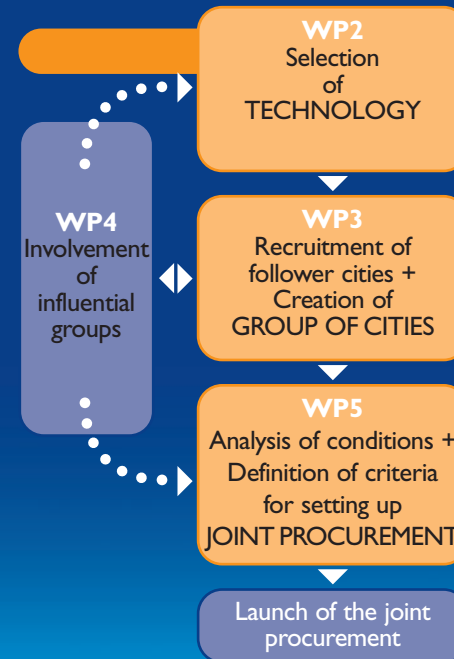 WP2
Selection
of
TECHNOLOGY
WP4
Involvement
of
influential
groups
WP3
Recruitment of
follower cities +
Creation of
GROUP OF CITIES
WP5
Analysis of conditions +
Definition of criteria
for setting up
JOINT PROCUREMENT
Launch of the joint
procurement